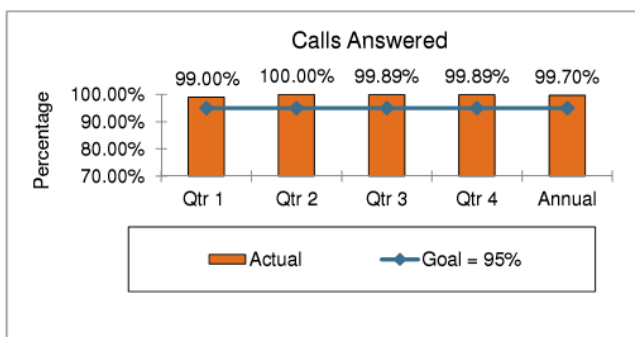 Calls Answered
99.00% 100.00% 99.89% 99.89% 99.70%
Percentage
100.00%
90.00%
80.00%
70.00%
Qtr 1 Qtr 2 Qtr 3 Qtr 4 Annual
Actual Goal = 95%